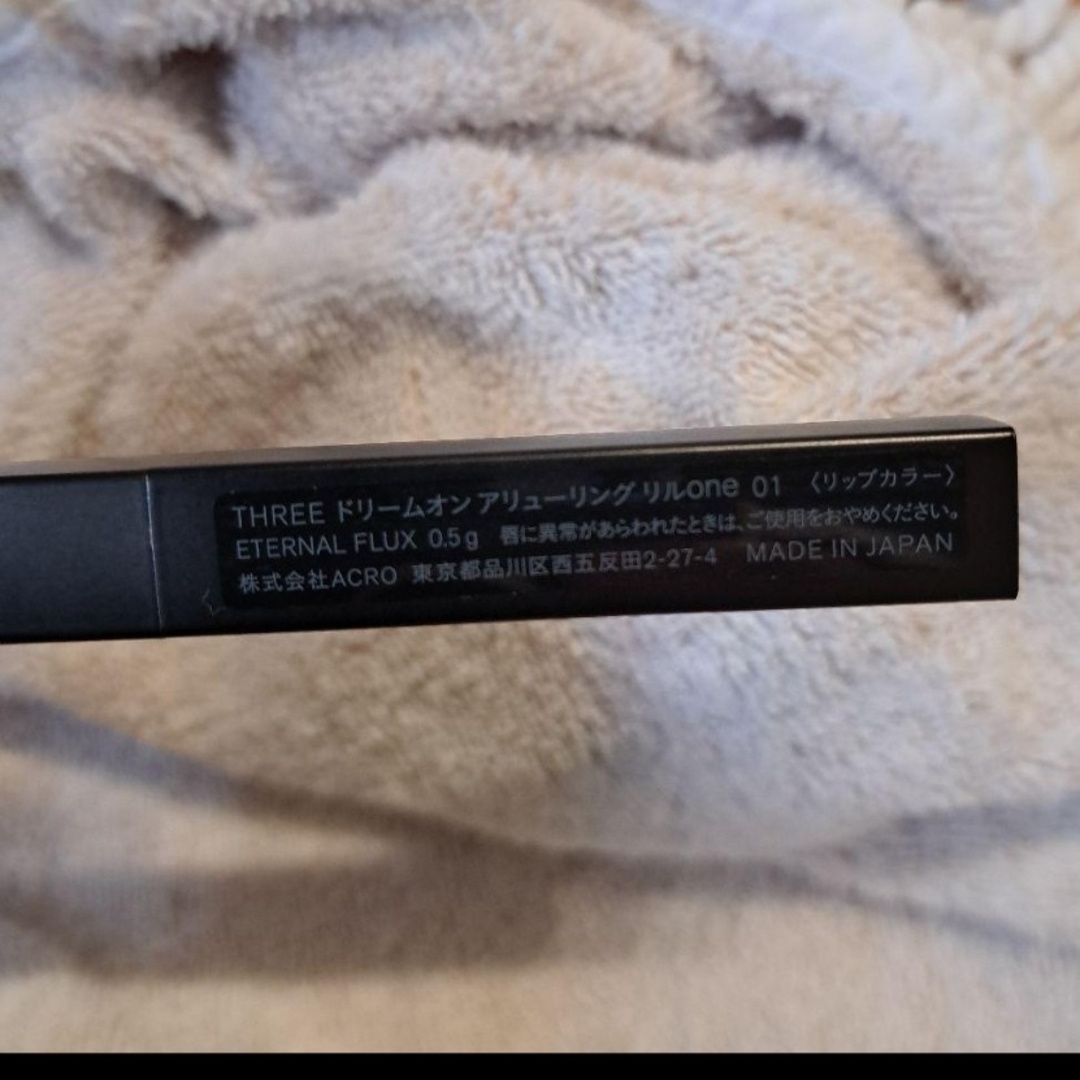 THREE ドリームオン アリューリング リルone 01 〈リップカラー〉
ETERNAL FLUX 0.5g 唇に異常があらわれたときは、ご使用をおやめください。
株式会社ACRO 東京都品川区西五反田2-27-4 MADE IN JAPAN